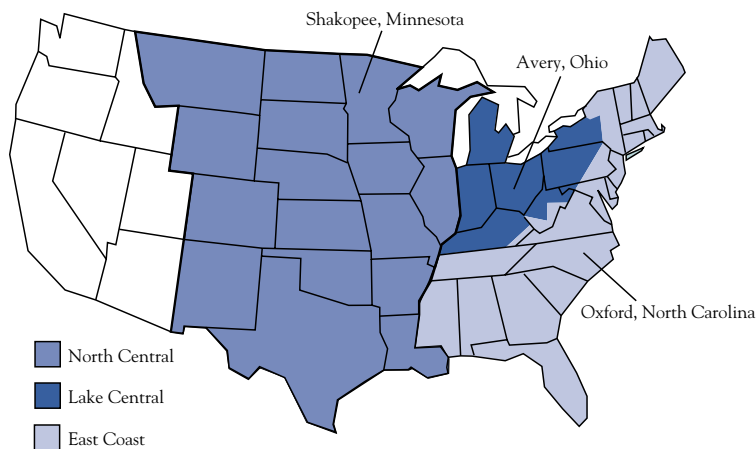 Shakopee, Minnesota
Avery, Ohio
Oxford, North Carolina
North Central
Lake Central
East Coast